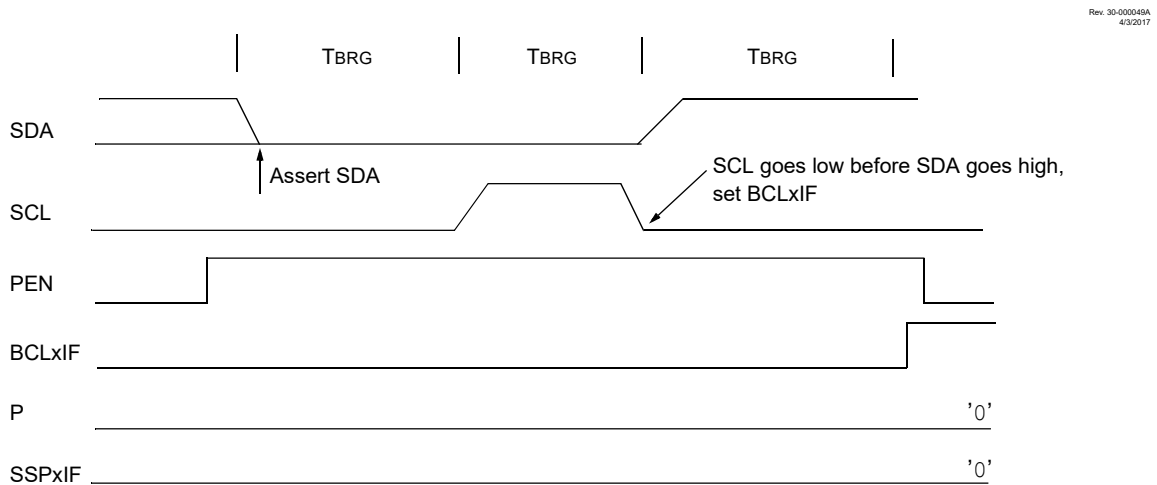 Rev. 30-000049A
4/3/2017
TBRG TBRG TBRG
SDA
Assert SDA
SCL goes low before SDA goes high,
set BCLxIF
SCL
PEN
BCLxIF
P
'0'
SSPxIF
'0'